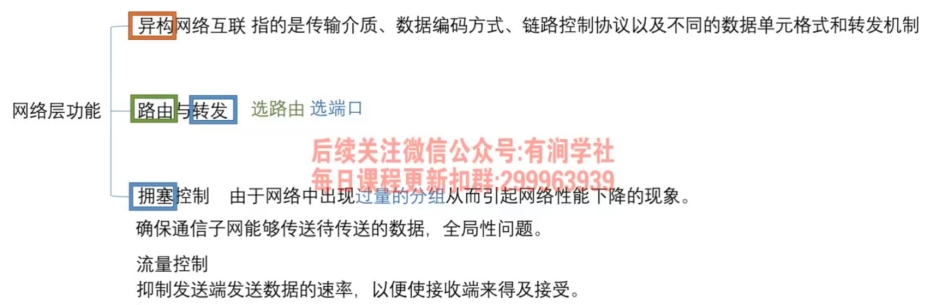 异构网络互联 指的是传输介质、数据编码方式、链路控制协议以及不同的数据单元格式和转发机制
网络层功能 路由与转发 选路由 选端口
后续关注微信公众号:有涧学社
每日课程更新扣群:299963939
拥塞控制 由于网络中出现过量的分组从而引起网络性能下降的现象。
确保通信子网能够传送待传送的数据，全局性问题。
流量控制
抑制发送端发送数据的速率，以便使接收端来得及接受。